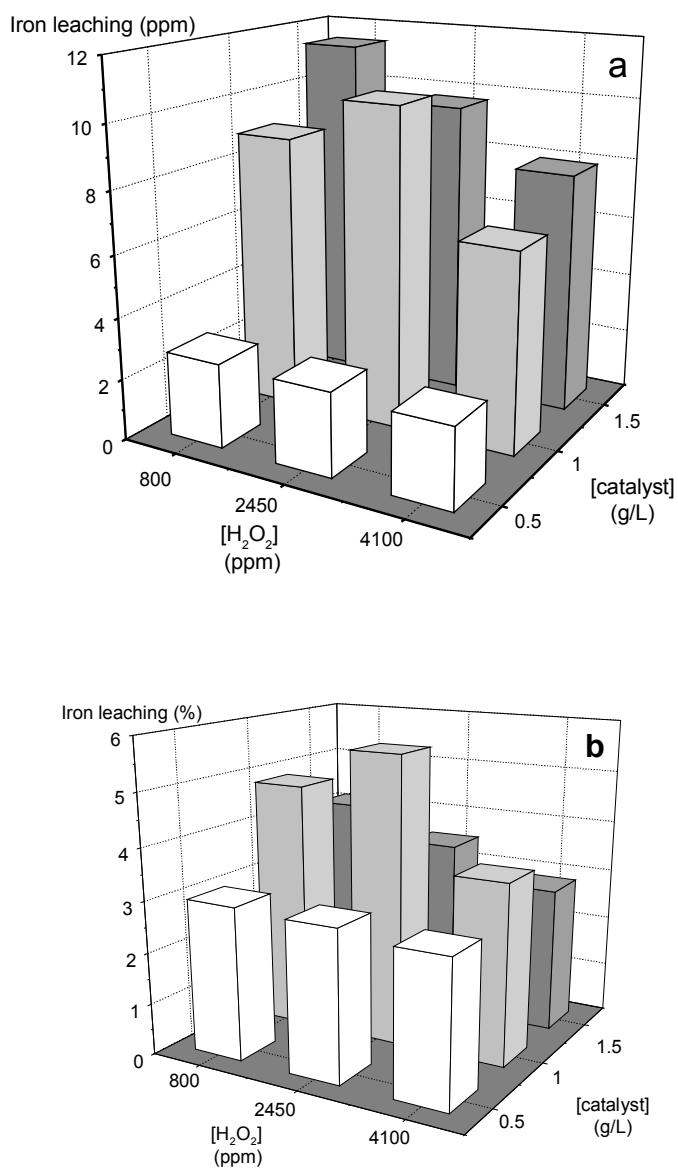 Iron leaching (ppm)
a
12
10
8
6
4
2
0
800
2450
4100
[H₂O₂]
(ppm)
0.5
1
1.5
[catalyst]
(g/L)
Iron leaching (%)
b
6
5
4
3
2
1
0
800
2450
4100
[H₂O₂]
(ppm)
0.5
1
1.5
[catalyst]
(g/L)